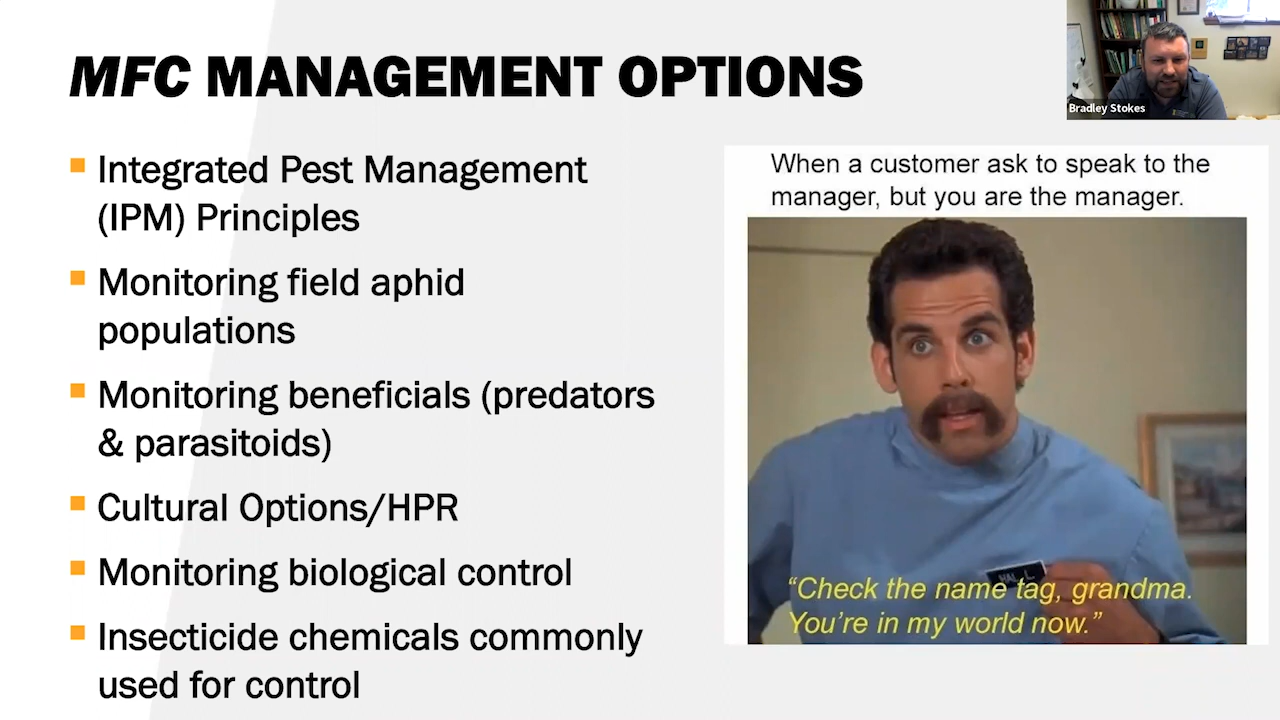 MFC MANAGEMENT OPTIONS
Integrated Pest Management
(IPM) Principles
Monitoring field aphid
populations
Monitoring beneficials (predators
& parasitoids)
Cultural Options/HPR
Monitoring biological control
Insecticide chemicals commonly
used for control
Bradley Stokes
When a customer ask to speak to the
manager, but you are the manager.
HAL L.
“Check the name tag, grandma.
You’re in my world now.”